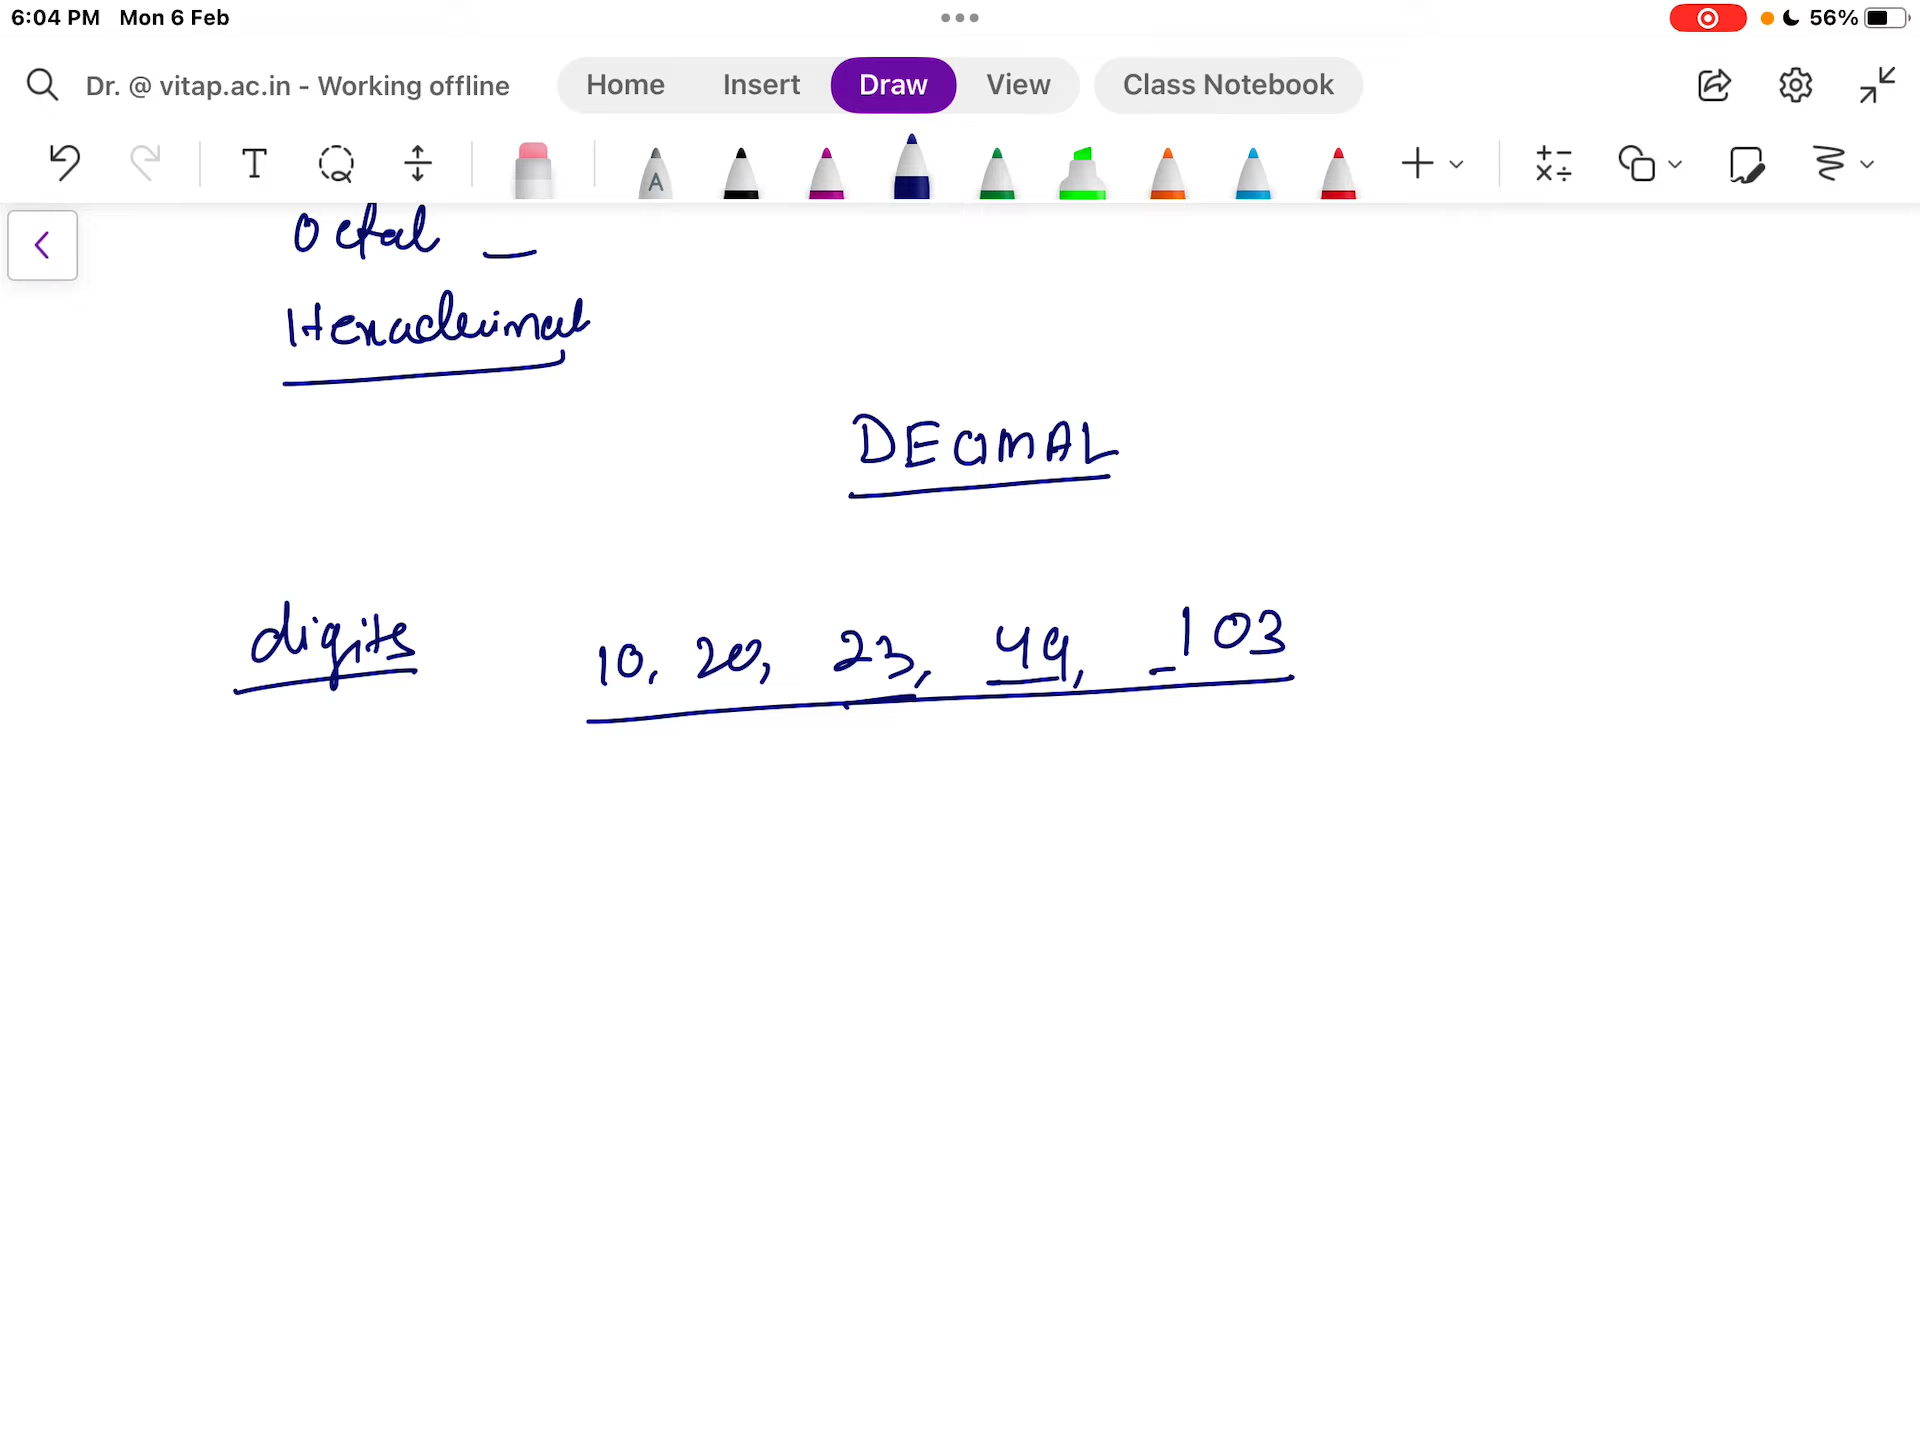 6:04 PM Mon 6 Feb
56%
Dr. @ vitap.ac.in - Working offline
Home Insert Draw View Class Notebook
T
A
Octal _
Hexadecimal
DECIMAL
digits 10, 20, 23, 49, _103